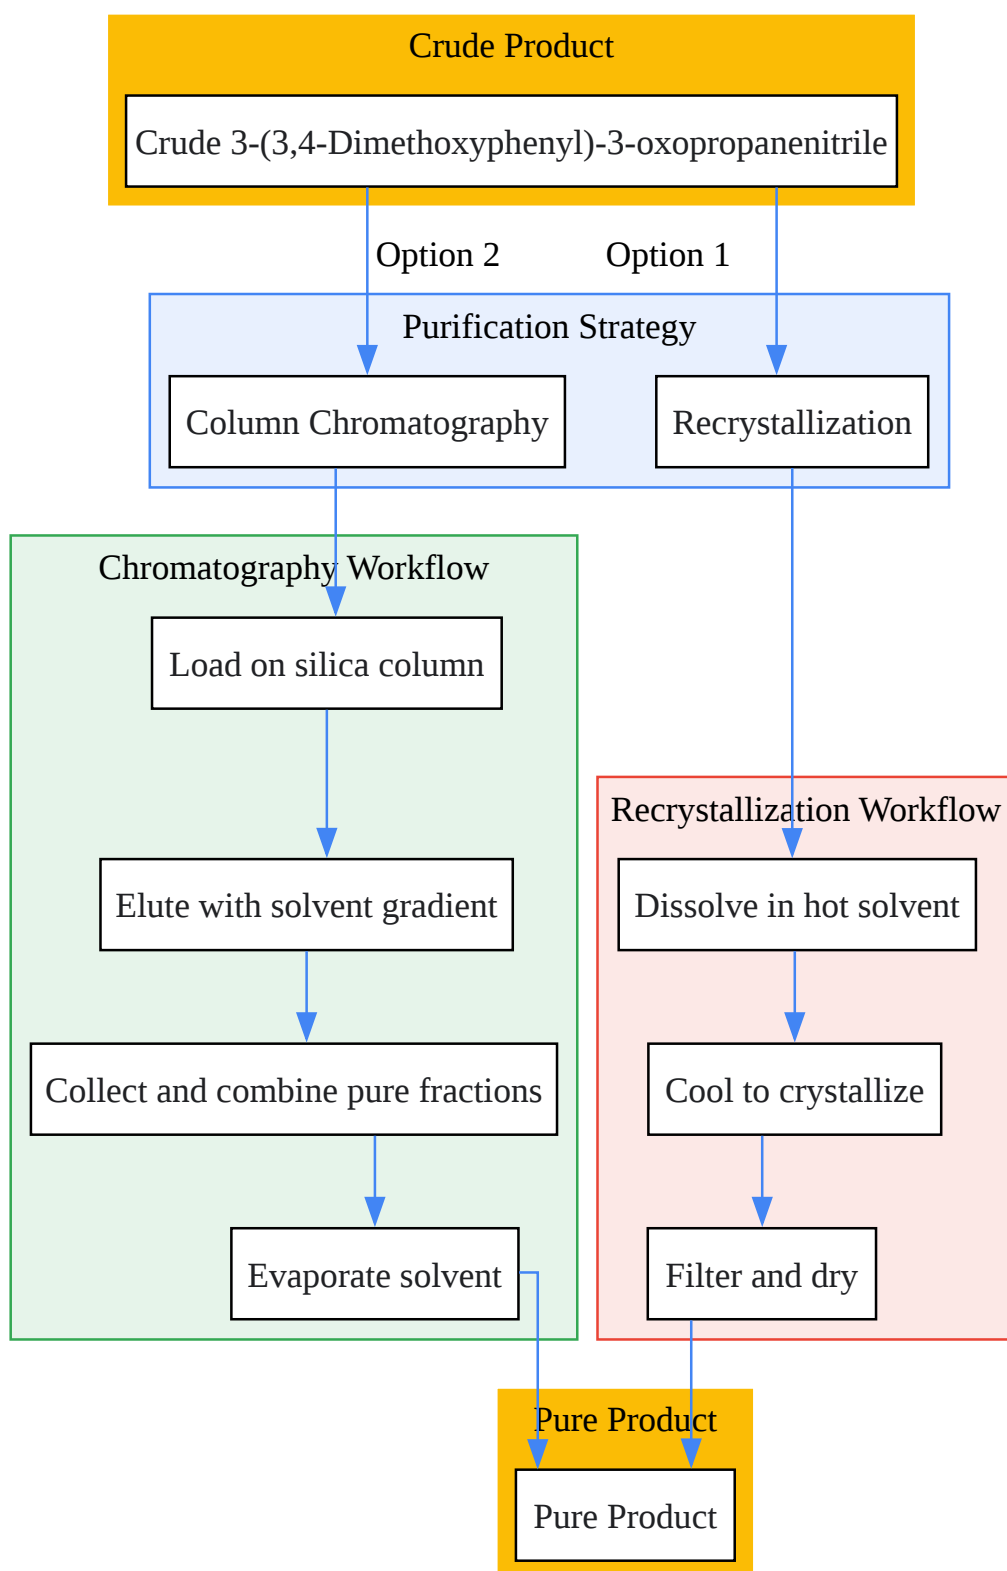 Crude Product
Crude 3-(3,4-Dimethoxyphenyl)-3-oxopropanenitrile
Option 2
Option 1
Purification Strategy
Column Chromatography
Recrystallization
Chromatography Workflow
Load on silica column
Elute with solvent gradient
Collect and combine pure fractions
Evaporate solvent
Recrystallization Workflow
Dissolve in hot solvent
Cool to crystallize
Filter and dry
Pure Product
Pure Product